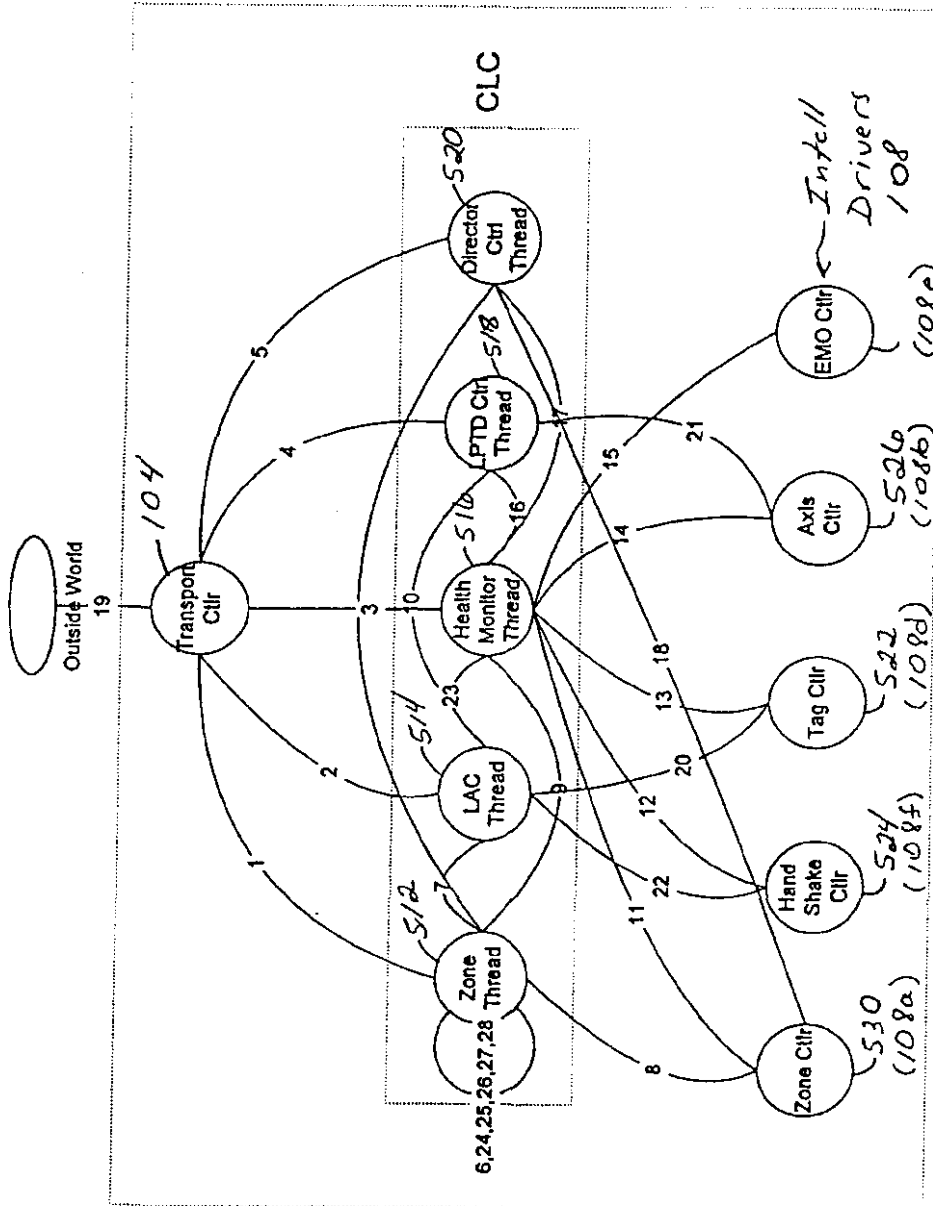 Outside World
19
Transport
Ctlr
104
1
2
3
4
5
CLC
Zone
Thread
512
LAC
Thread
514
Health
Monitor
Thread
516
LPTD Ctrl
Thread
518
Director
Ctrl
Thread
520
6,24,25,26,27,28
7
23
10
16
9
8
11
12
22
13
20
14
18
15
21
Zone Ctlr
530
(108a)
Hand
Shake
Ctlr
524
(108f)
Tag Ctlr
522
(108d)
Axis
Ctlr
526
(108b)
EMO Ctlr
(108e)
Intell
Drivers
108